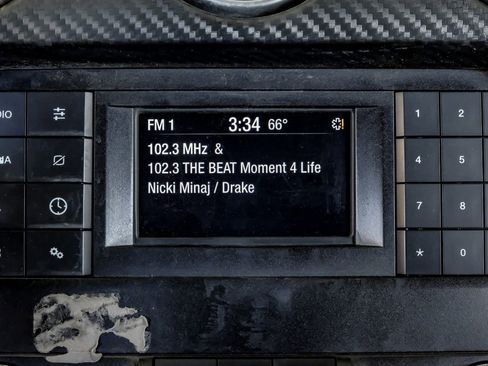 FM 1 3:34 66°
102.3 MHz &
102.3 THE BEAT Moment 4 Life
Nicki Minaj / Drake
1 2
4 5
7 8
* 0